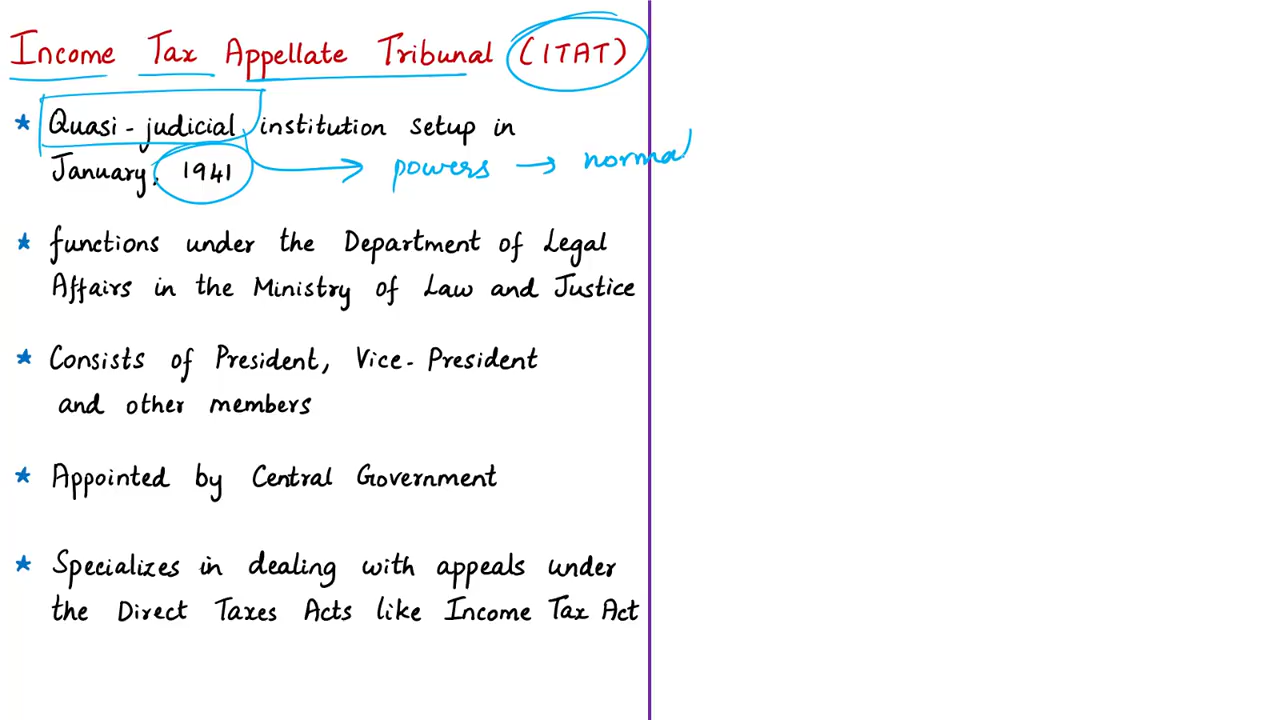 Income Tax Appellate Tribunal (ITAT)
* Quasi-judicial institution setup in
January, 1941 → powers → normal
* functions under the Department of Legal
Affairs in the Ministry of Law and Justice
* Consists of President, Vice-President
and other members
* Appointed by Central Government
* Specializes in dealing with appeals under
the Direct Taxes Acts like Income Tax Act